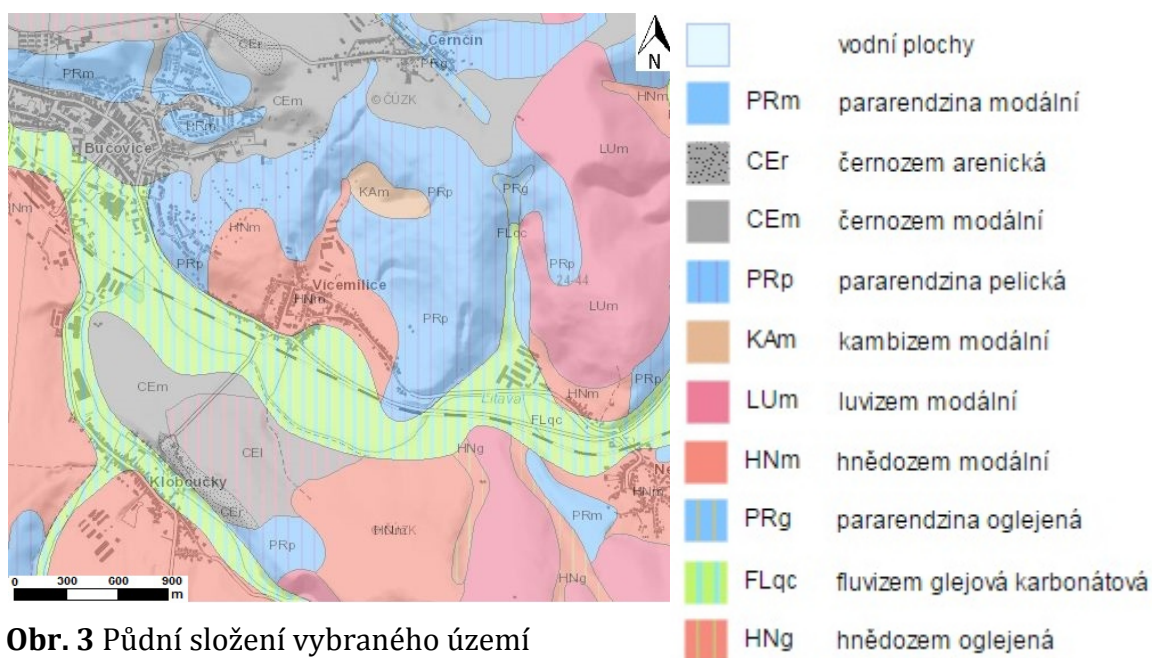 CEr
Černčín
N
PRm
PRg
CEm
©ČÚZK
HNm
PRm
LUm
Bučovice
KAm
PRp
PRg
HNm
FLqc
PRp
PRp
24-44
Vícemilice
HNm
LUm
PRp
PRp
CEm
HNm
Litava
FLqc
CEl
HNg
Kloboučky
HNm
CEr
PRm
PRp
HNg
0 300 600 900
m
vodní plochy
PRm pararendzina modální
CEr černozem arenická
CEm černozem modální
PRp pararendzina pelická
KAm kambizem modální
LUm luvizem modální
HNm hnědozem modální
PRg pararendzina oglejená
FLqc fluvizem glejová karbonátová
HNg hnědozem oglejená
Obr. 3 Půdní složení vybraného území